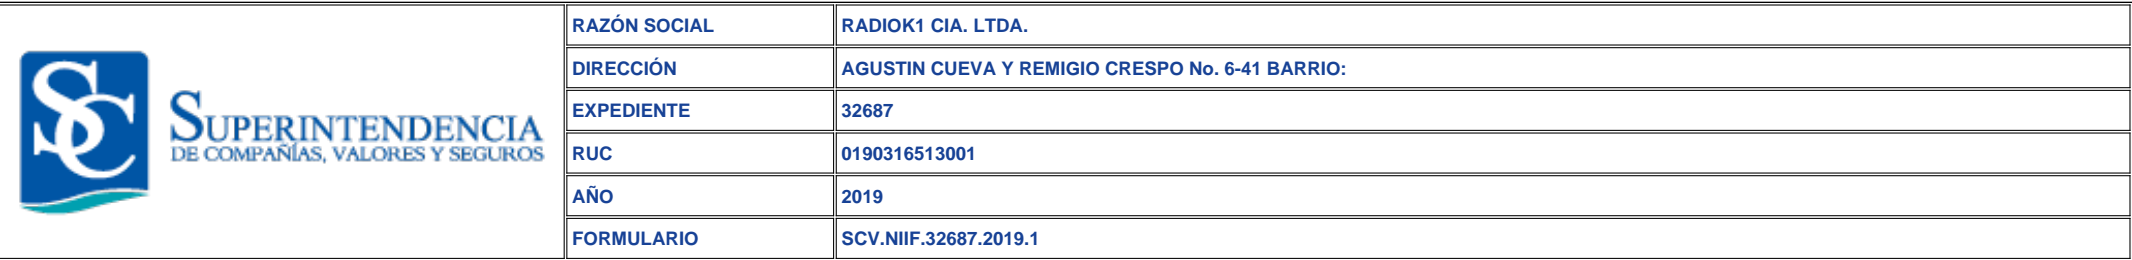 SC
SUPERINTENDENCIA
DE COMPAÑÍAS, VALORES Y SEGUROS
RAZÓN SOCIAL RADIOK1 CIA. LTDA.
DIRECCIÓN AGUSTIN CUEVA Y REMIGIO CRESPO No. 6-41 BARRIO:
EXPEDIENTE 32687
RUC 0190316513001
AÑO 2019
FORMULARIO SCV.NIIF.32687.2019.1